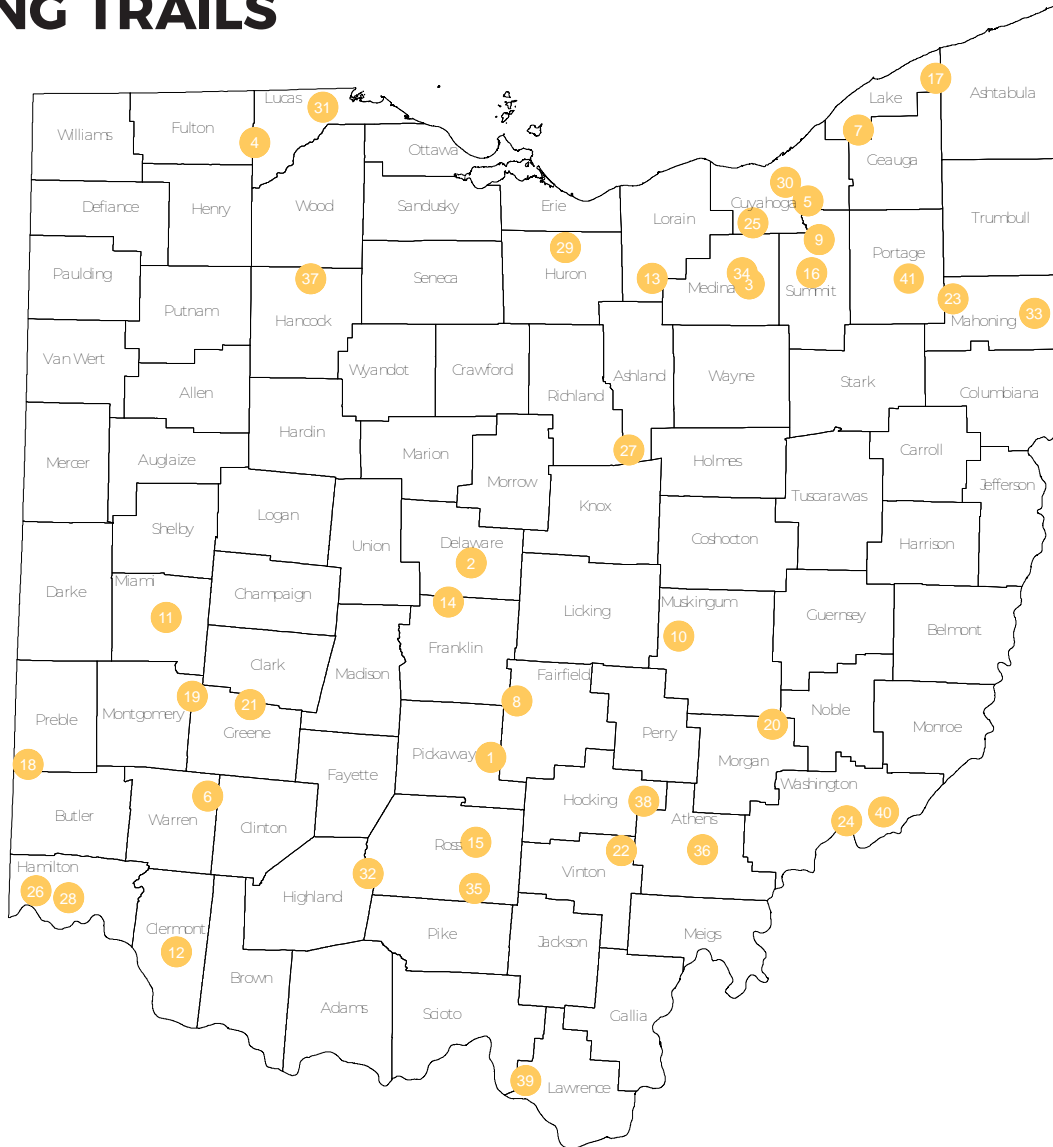 NG TRAILS
17
Lake
Ashtabula
Lucas
31
Williams
Fulton
4
7
Ottawa
Geauga
30
Defiance
Henry
Wood
Sandusky
Erie
Lorain
Cuyahoga
5
Trumbull
25
9
29
Portage
Paulding
37
Seneca
Huron
13
34
3
Medina
16
Summit
41
23
33
Mahoning
Putnam
Hancock
Van Wert
Wyandot
Crawford
Ashland
Wayne
Stark
Allen
Richland
Columbiana
Hardin
Marion
27
Carroll
Mercer
Auglaize
Holmes
Morrow
Jefferson
Knox
Tuscarawas
Logan
Shelby
Union
Delaware
Coshocton
Harrison
2
Miami
Darke
Champaign
14
Licking
Muskingum
Guernsey
11
10
Belmont
Franklin
Clark
Madison
Fairfield
19
21
8
Preble
Montgomery
Greene
20
Noble
Perry
Monroe
18
Pickaway
1
Morgan
Fayette
Washington
6
Hocking
38
Butler
Warren
Clinton
Athens
24
40
Ross
15
22
36
Hamilton
32
Vinton
26
28
Highland
35
Clermont
Pike
Jackson
Meigs
12
Brown
Adams
Scioto
Gallia
39
Lawrence